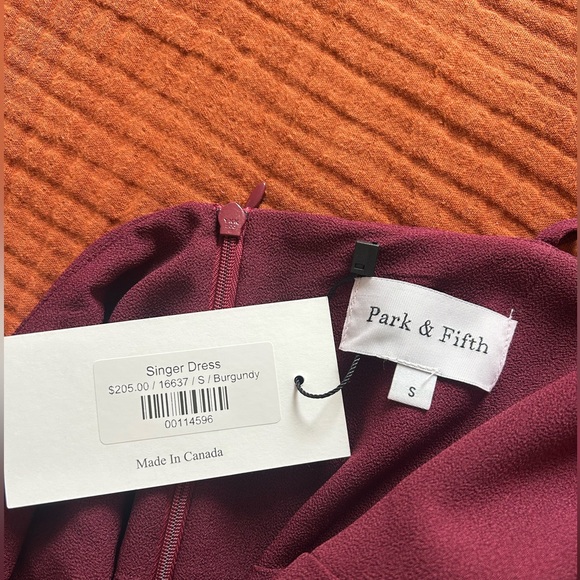 Park & Fifth
S
Singer Dress
$205.00 / 16637 / S / Burgundy
00114596
Made In Canada